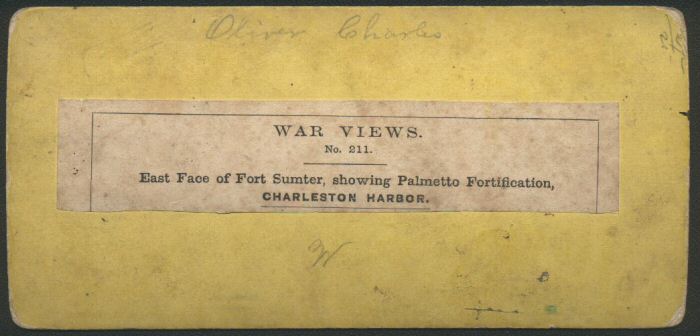 Oliver Charles
WAR VIEWS.
No. 211.
East Face of Fort Sumter, showing Palmetto Fortification,
CHARLESTON HARBOR.
W